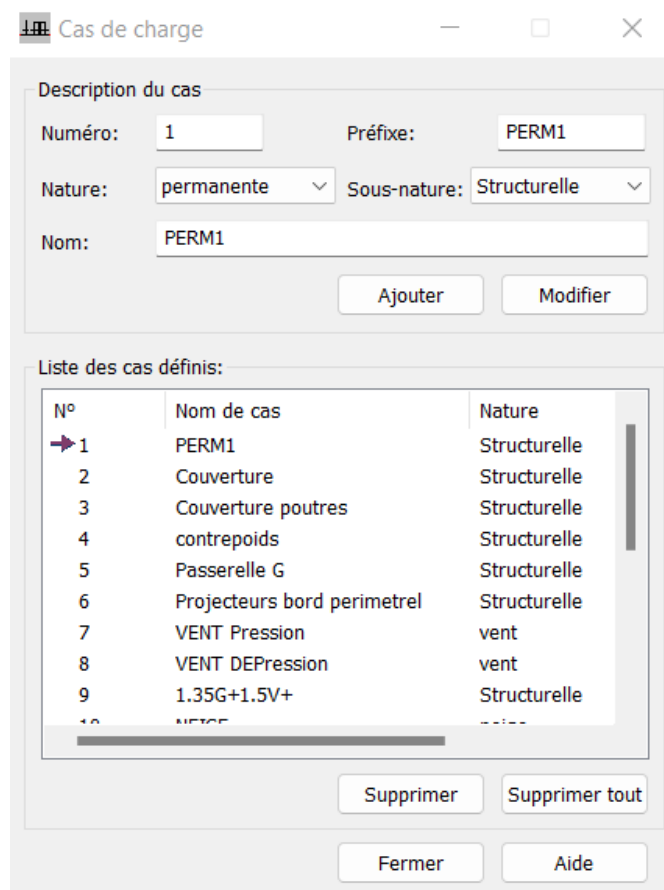 Cas de charge
Description du cas
Numéro: 1 Préfixe: PERM1
Nature: permanente Sous-nature: Structurelle
Nom: PERM1
Ajouter Modifier
Liste des cas définis:
Nº Nom de cas Nature
1 PERM1 Structurelle
2 Couverture Structurelle
3 Couverture poutres Structurelle
4 contrepoids Structurelle
5 Passerelle G Structurelle
6 Projecteurs bord perimetrel Structurelle
7 VENT Pression vent
8 VENT DEPression vent
9 1.35G+1.5V+ Structurelle
Supprimer Supprimer tout
Fermer Aide